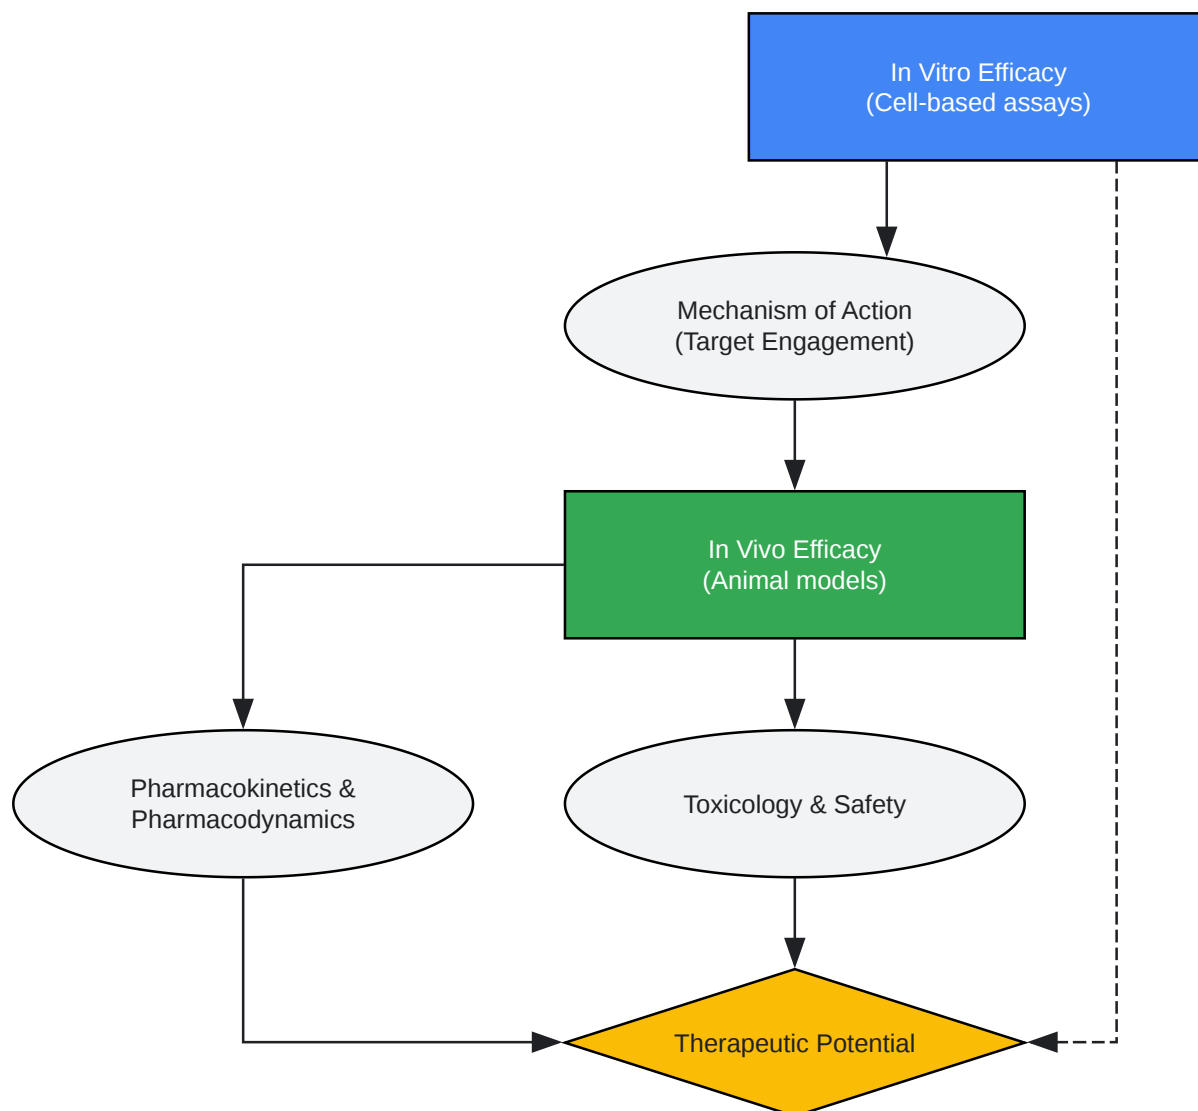 In Vitro Efficacy
(Cell-based assays)
Mechanism of Action
(Target Engagement)
In Vivo Efficacy
(Animal models)
Pharmacokinetics &
Pharmacodynamics
Toxicology & Safety
Therapeutic Potential